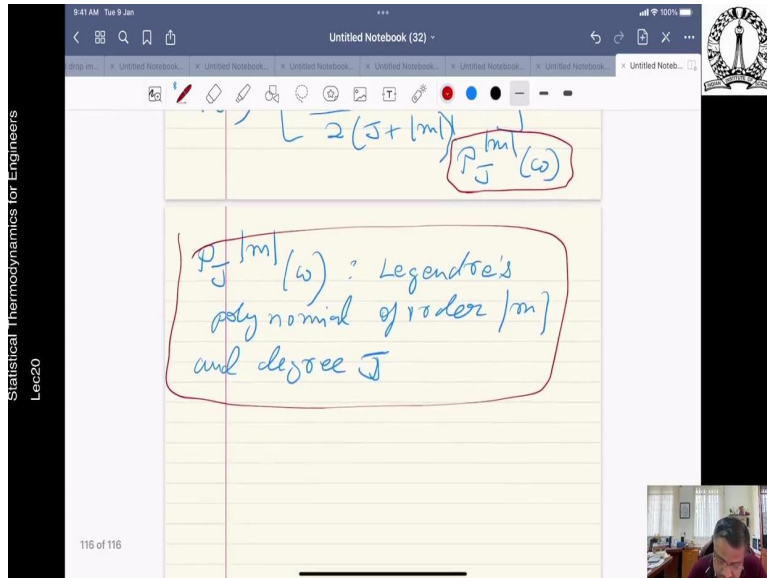 9:41 AM Tue 9 Jan
100%
Untitled Notebook (32)
drop im...
× Untitled Notebook...
× Untitled Notebook...
× Untitled Notebook...
× Untitled Notebook...
× Untitled Notebook...
× Untitled Notebook...
× Untitled Noteb...
2(J+|m|)
P_J^|m| (ω)
P_J^|m| (ω) : Legendre's
polynomial of order |m|
and degree J
116 of 116
Statistical Thermodynamics for Engineers
Lec20